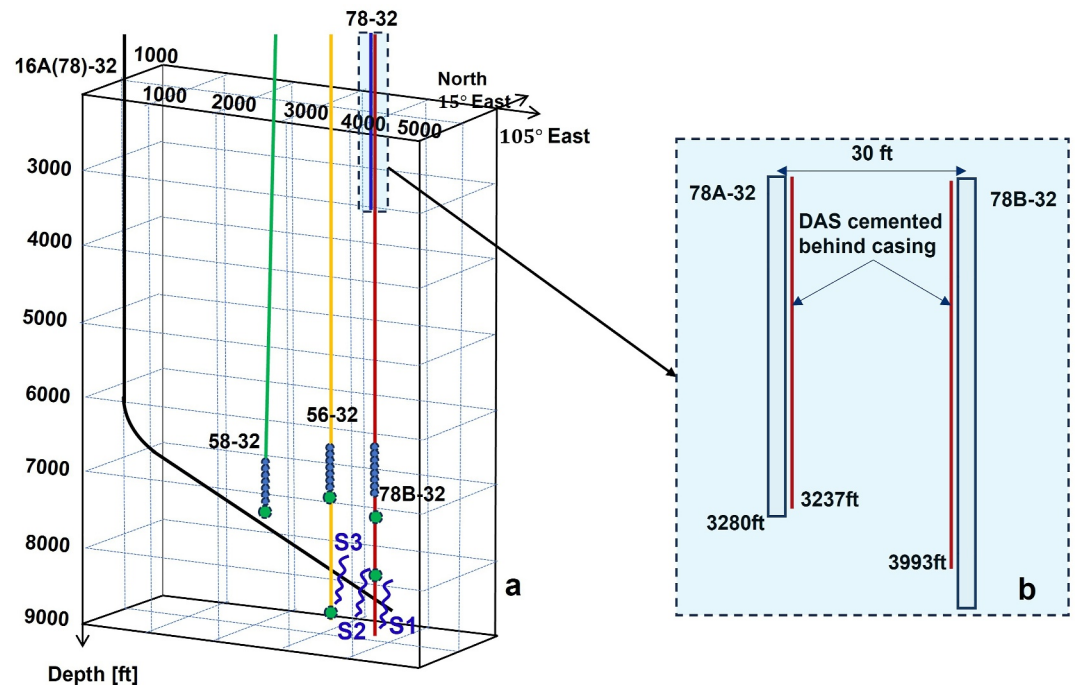 78-32
16A(78)-32
1000
North
15° East
1000
2000
3000
4000
5000
105° East
3000
4000
5000
6000
7000
8000
9000
Depth [ft]
56-32
58-32
78B-32
S3
S2
S1
a
30 ft
78A-32
78B-32
DAS cemented
behind casing
3280ft
3237ft
3993ft
b